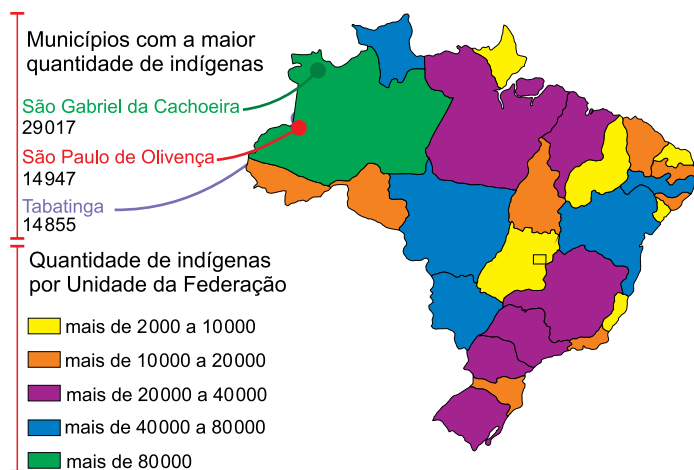 Municípios com a maior
quantidade de indígenas
São Gabriel da Cachoeira
29017
São Paulo de Olivença
14947
Tabatinga
14855
Quantidade de indígenas
por Unidade da Federação
mais de 2000 a 10000
mais de 10000 a 20000
mais de 20000 a 40000
mais de 40000 a 80000
mais de 80000